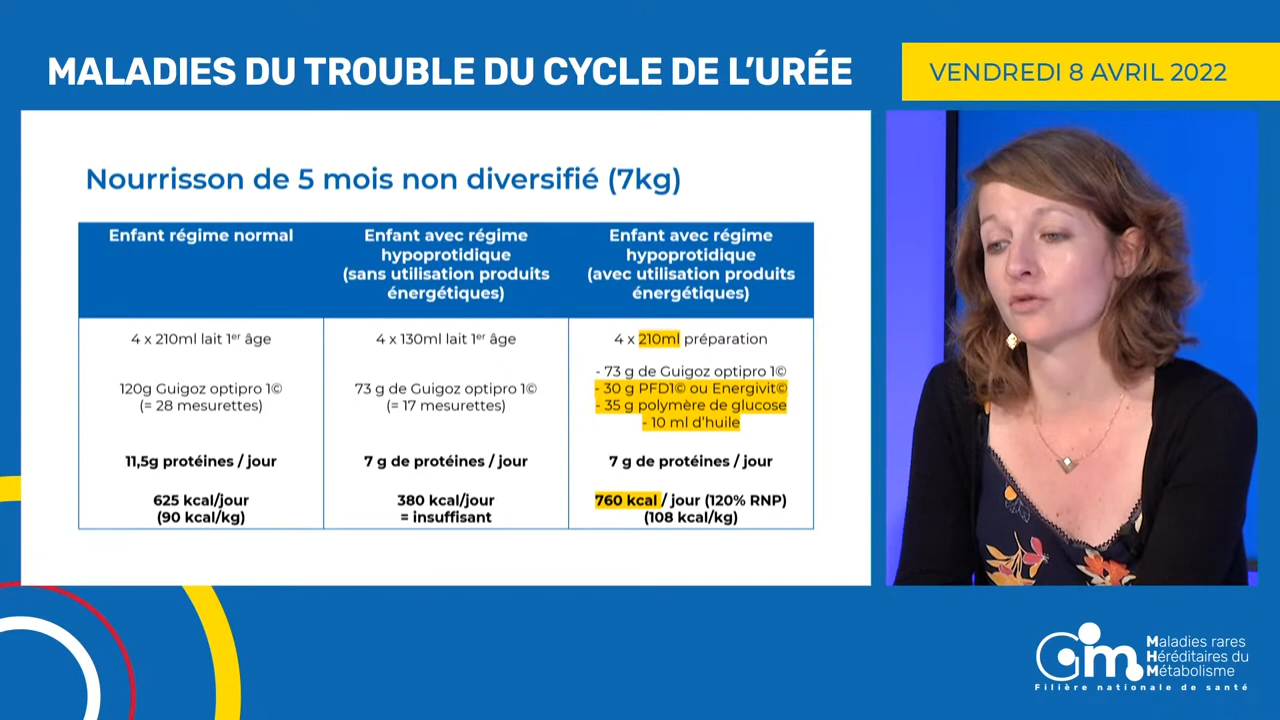 MALADIES DU TROUBLE DU CYCLE DE L'URÉE
VENDREDI 8 AVRIL 2022
Nourrisson de 5 mois non diversifié (7kg)
Enfant régime normal
Enfant avec régime
hypoprotidique
(sans utilisation produits
énergétiques)
Enfant avec régime
hypoprotidique
(avec utilisation produits
énergétiques)
4 x 210ml lait 1er âge
120g Guigoz optipro 1©
(= 28 mesurettes)
11,5g protéines / jour
625 kcal/jour
(90 kcal/kg)
4 x 130ml lait 1er âge
73 g de Guigoz optipro 1©
(= 17 mesurettes)
7 g de protéines / jour
380 kcal/jour
= insuffisant
4 x 210ml préparation
- 73 g de Guigoz optipro 1©
- 30 g PFD1© ou Energivit©
- 35 g polymère de glucose
- 10 ml d'huile
7 g de protéines / jour
760 kcal / jour (120% RNP)
(108 kcal/kg)
Maladies rares
Héréditaires du
Métabolisme
Filière nationale de santé